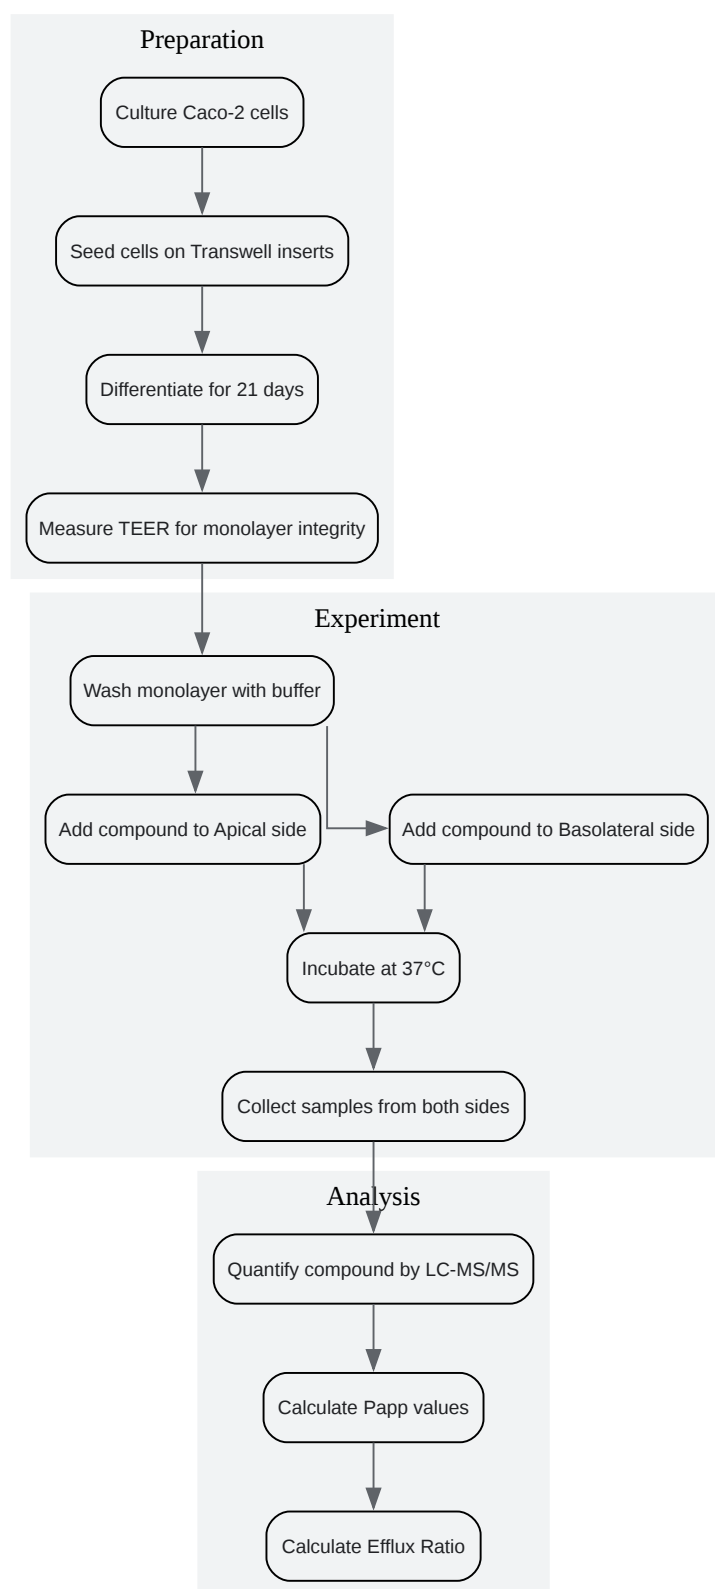 Preparation
Culture Caco-2 cells
Seed cells on Transwell inserts
Differentiate for 21 days
Measure TEER for monolayer integrity
Experiment
Wash monolayer with buffer
Add compound to Apical side
Add compound to Basolateral side
Incubate at 37°C
Collect samples from both sides
Analysis
Quantify compound by LC-MS/MS
Calculate Papp values
Calculate Efflux Ratio